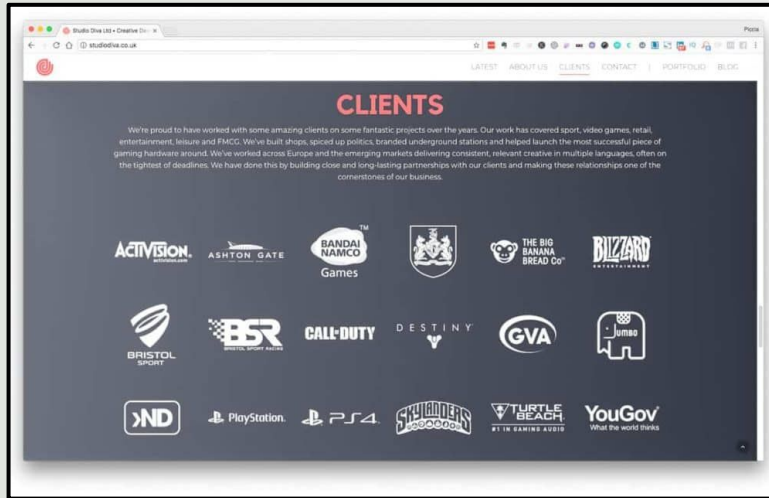 Studio Diva Ltd • Creative Di
Picca
studiodiva.co.uk
LATEST ABOUT US CLIENTS CONTACT | PORTFOLIO BLOG
CLIENTS
We're proud to have worked with some amazing clients on some fantastic projects over the years. Our work has covered sport, video games, retail,
entertainment, leisure and FMCG. We've built shops, spiced up politics, branded underground stations and helped launch the most successful piece of
gaming hardware around. We've worked across Europe and the emerging markets delivering consistent, relevant creative in multiple languages, often on
the tightest of deadlines. We have done this by building close and long-lasting partnerships with our clients and making these relationships one of the
cornerstones of our business.
ACTIVISION®
activision.com
ASHTON GATE
BANDAI
NAMCO
TM
Games
THE BIG
BANANA
BREAD Co™
BLIZZARD
ENTERTAINMENT
BRISTOL
SPORT
BSR
BRISTOL SPORT RACING
CALL OF DUTY
DESTINY
GVA
JUMBO
ND
PlayStation.
PS4
SKYLANDERS
TURTLE
BEACH
#1 IN GAMING AUDIO
YouGov
What the world thinks